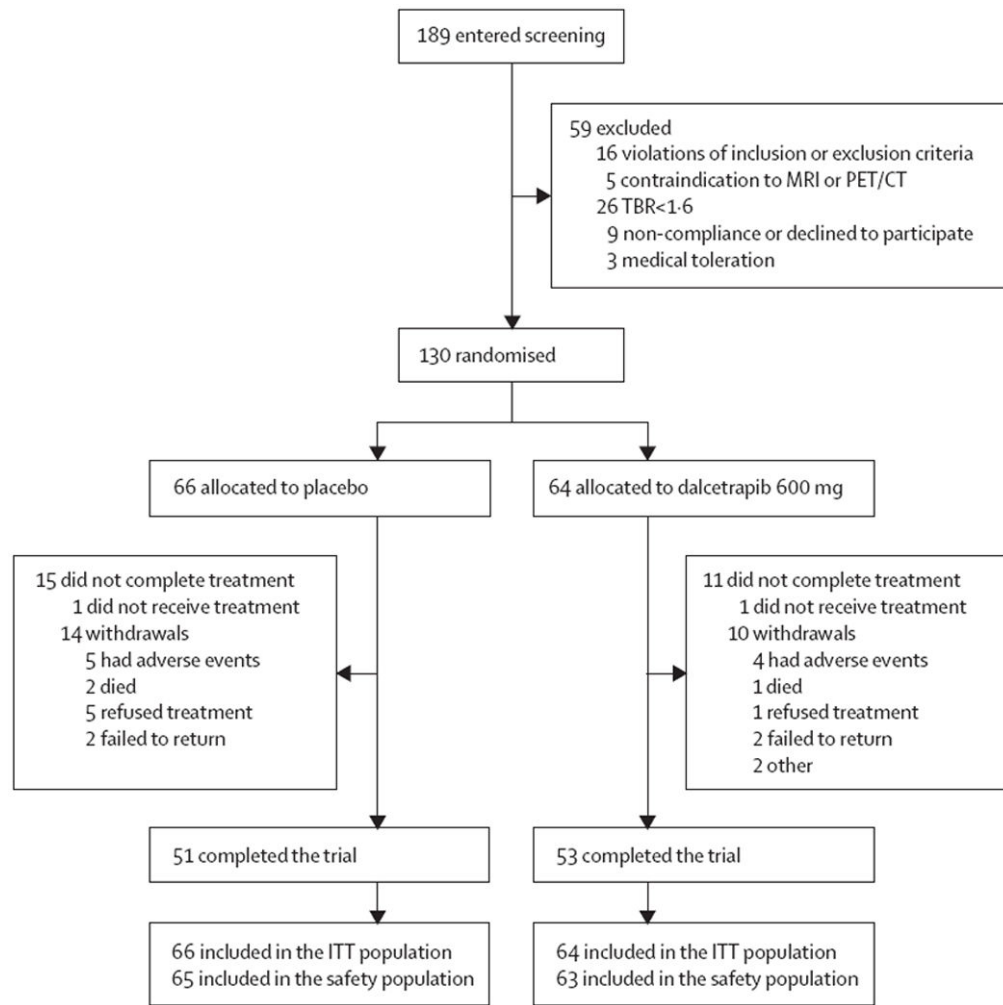 189 entered screening
59 excluded
16 violations of inclusion or exclusion criteria
5 contraindication to MRI or PET/CT
26 TBR<1·6
9 non-compliance or declined to participate
3 medical toleration
130 randomised
66 allocated to placebo
64 allocated to dalcetrapib 600 mg
15 did not complete treatment
1 did not receive treatment
14 withdrawals
5 had adverse events
2 died
5 refused treatment
2 failed to return
11 did not complete treatment
1 did not receive treatment
10 withdrawals
4 had adverse events
1 died
1 refused treatment
2 failed to return
2 other
51 completed the trial
53 completed the trial
66 included in the ITT population
65 included in the safety population
64 included in the ITT population
63 included in the safety population